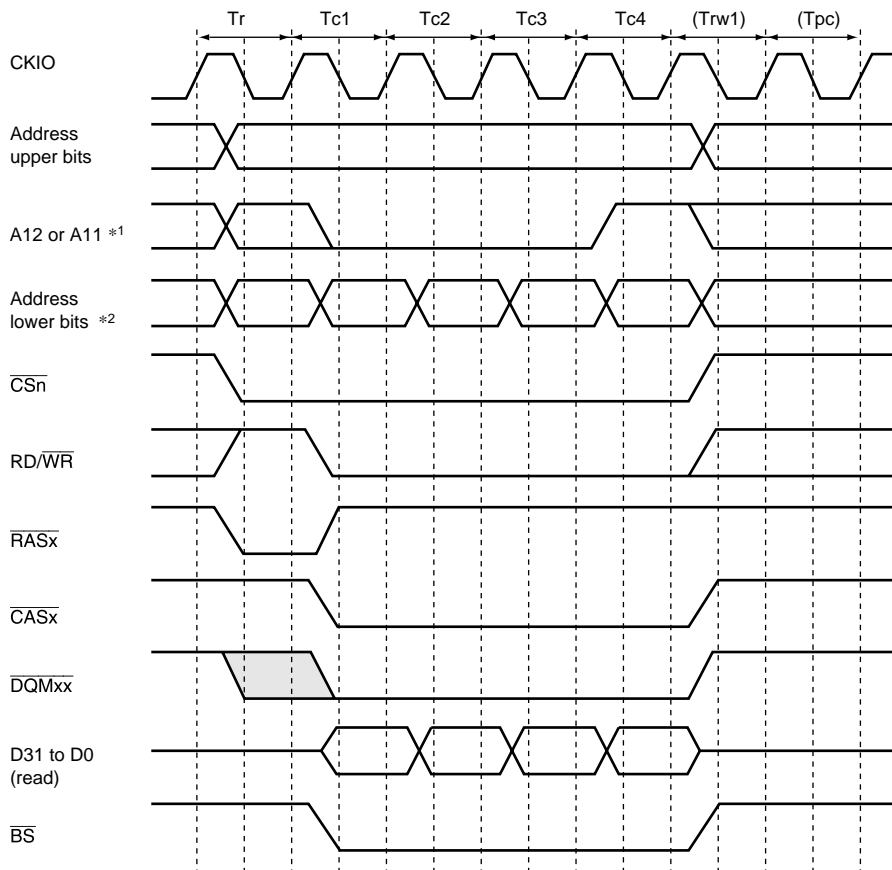 Tr Tc1 Tc2 Tc3 Tc4 (Trw1) (Tpc)
CKIO
Address
upper bits
A12 or A11 *1
Address
lower bits *2
CSn
RD/WR
RASx
CASx
DQMxx
D31 to D0
(read)
BS